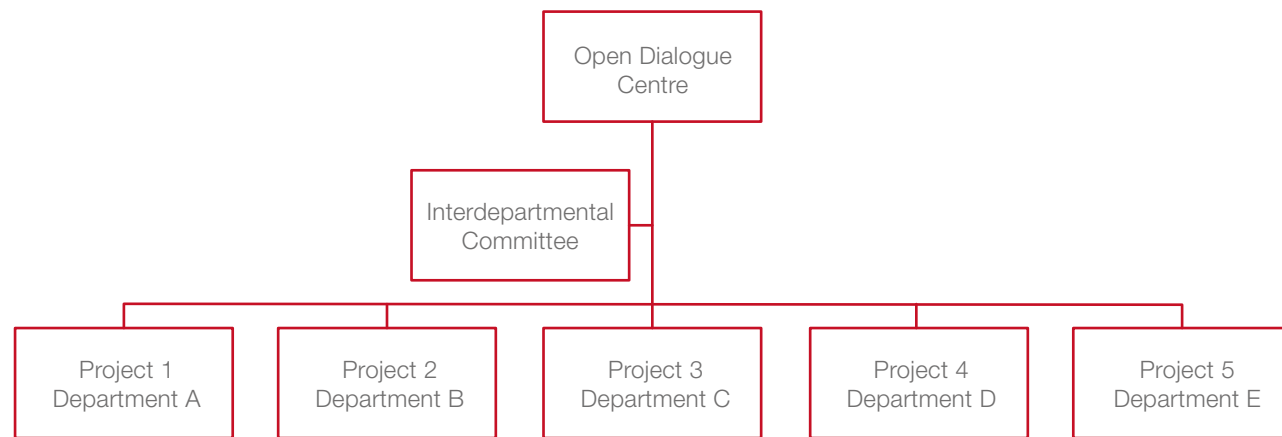 Open Dialogue
Centre
Interdepartmental
Committee
Project 1
Department A
Project 2
Department B
Project 3
Department C
Project 4
Department D
Project 5
Department E